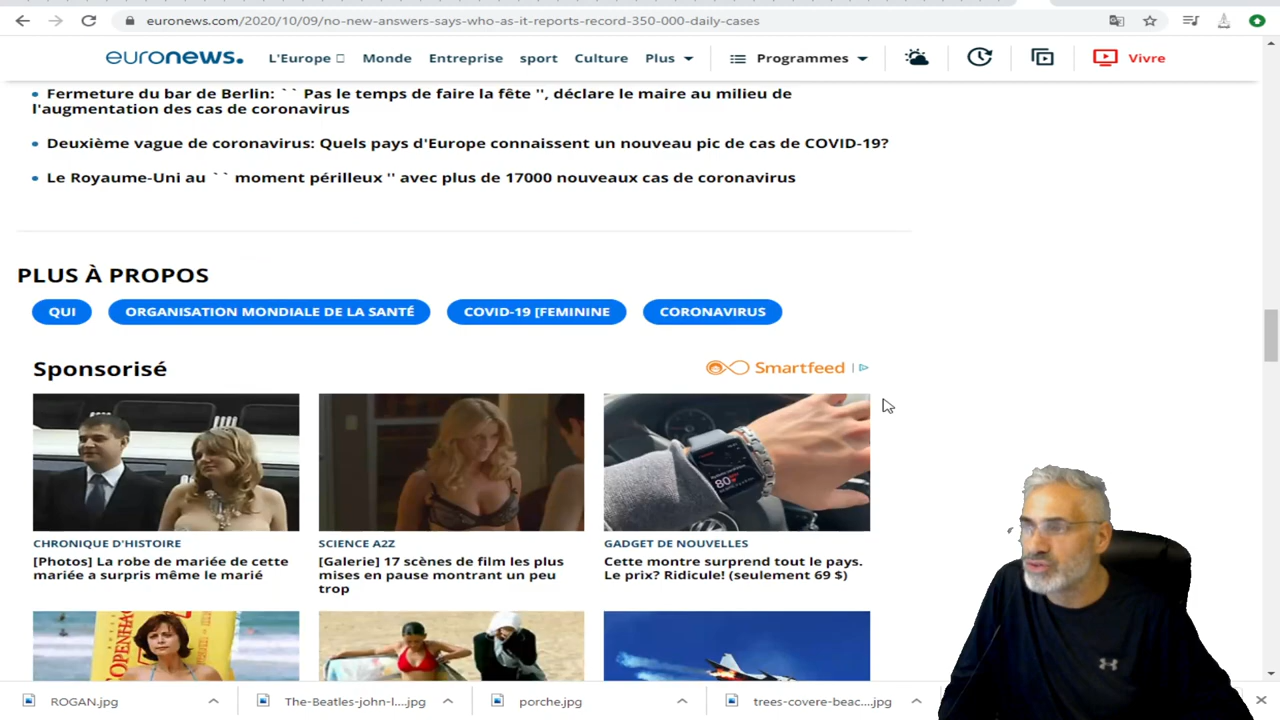 euronews.com/2020/10/09/no-new-answers-says-who-as-it-reports-record-350-000-daily-cases
euronews.
L'Europe
Monde
Entreprise
sport
Culture
Plus
Programmes
Vivre
Fermeture du bar de Berlin: `` Pas le temps de faire la fête '', déclare le maire au milieu de
l'augmentation des cas de coronavirus
Deuxième vague de coronavirus: Quels pays d'Europe connaissent un nouveau pic de cas de COVID-19?
Le Royaume-Uni au `` moment périlleux '' avec plus de 17000 nouveaux cas de coronavirus
PLUS À PROPOS
QUI
ORGANISATION MONDIALE DE LA SANTÉ
COVID-19 [FEMININE
CORONAVIRUS
Sponsorisé
Smartfeed
CHRONIQUE D'HISTOIRE
[Photos] La robe de mariée de cette
mariée a surpris même le marié
SCIENCE A2Z
[Galerie] 17 scènes de film les plus
mises en pause montrant un peu
trop
80
GADGET DE NOUVELLES
Cette montre surprend tout le pays.
Le prix? Ridicule! (seulement 69 $)
COPENHA
ROGAN.jpg
The-Beatles-john-l....jpg
porche.jpg
trees-covere-beac...jpg